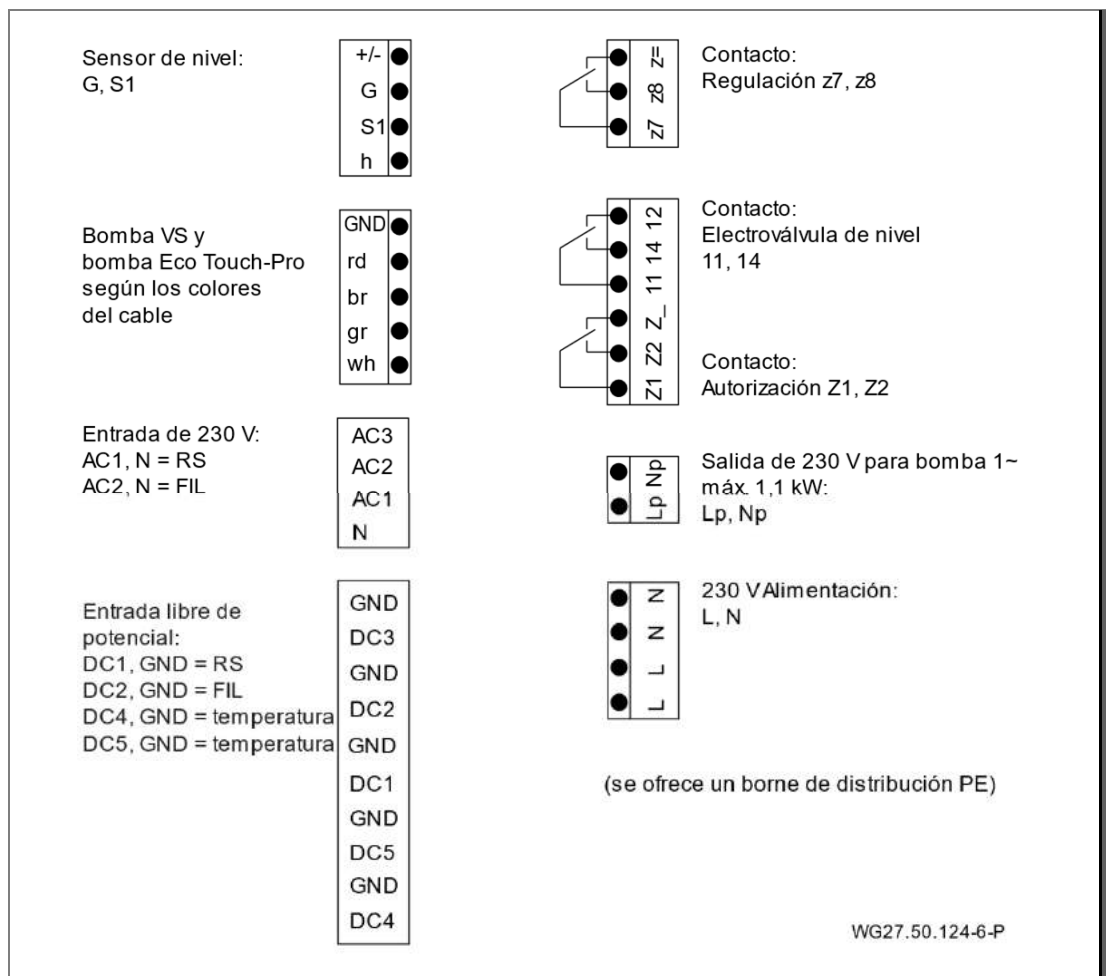 Sensor de nivel:
G, S1
+/-
G
S1
h
Bomba VS y
bomba Eco Touch-Pro
según los colores
del cable
GND
rd
br
gr
wh
Entrada de 230 V:
AC1, N = RS
AC2, N = FIL
AC3
AC2
AC1
N
Entrada libre de
potencial:
DC1, GND = RS
DC2, GND = FIL
DC4, GND = temperatura
DC5, GND = temperatura
GND
DC3
GND
DC2
GND
DC1
GND
DC5
GND
DC4
z7 z8 z=
Contacto:
Regulación z7, z8
Z1 Z2 Z_ 11 14 12
Contacto:
Electroválvula de nivel
11, 14
Contacto:
Autorización Z1, Z2
Lp Np
Salida de 230 V para bomba 1~
máx. 1,1 kW:
Lp, Np
L L N N
230 V Alimentación:
L, N
(se ofrece un borne de distribución PE)
WG27.50.124-6-P